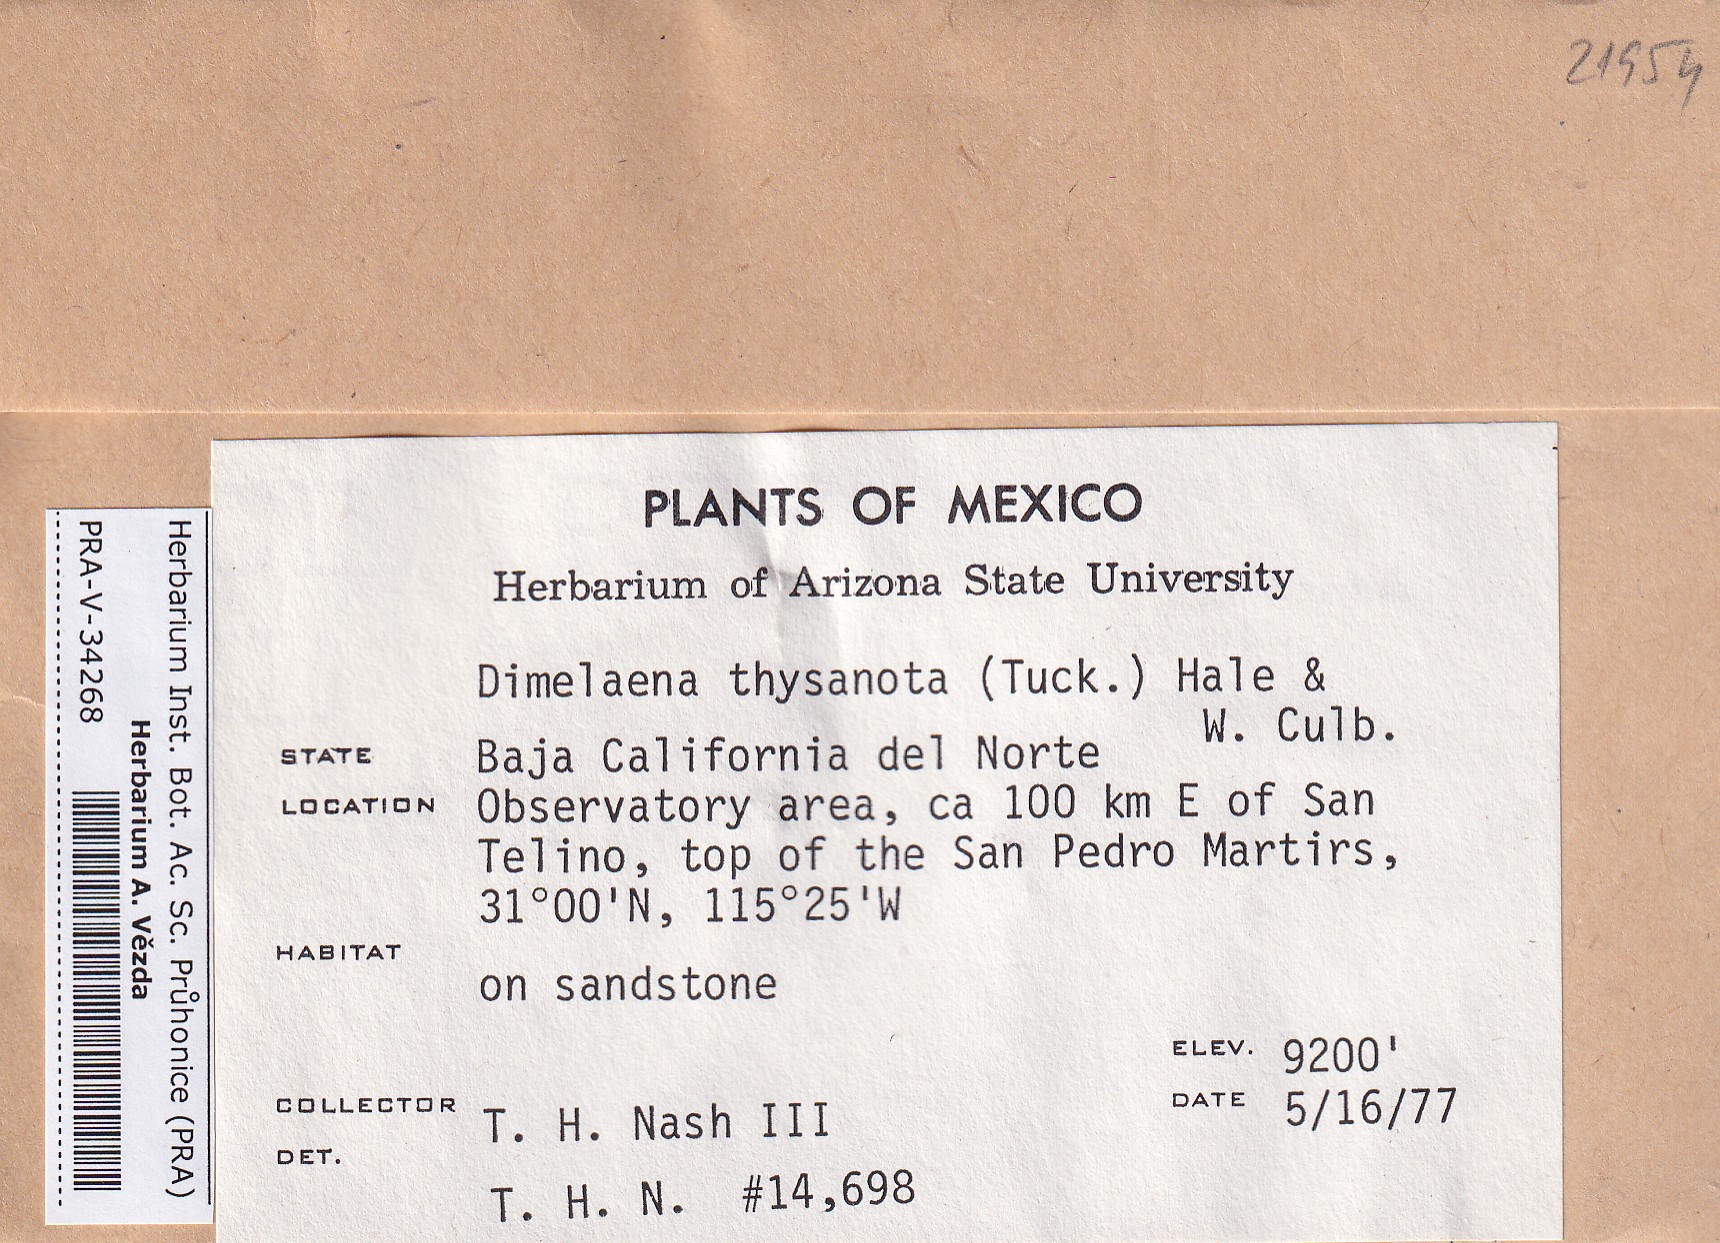 21954
PLANTS OF MEXICO
Herbarium of Arizona State University
Dimelaena thysanota (Tuck.) Hale &
W. Culb.
STATE Baja California del Norte
LOCATION Observatory area, ca 100 km E of San
Telino, top of the San Pedro Martirs,
31°00'N, 115°25'W
HABITAT
on sandstone
ELEV. 9200'
DATE 5/16/77
COLLECTOR T. H. Nash III
DET.
T. H. N. #14,698
Herbarium Inst. Bot. Ac. Sc. Průhonice (PRA)
Herbarium A. Vězda
PRA-V-34268